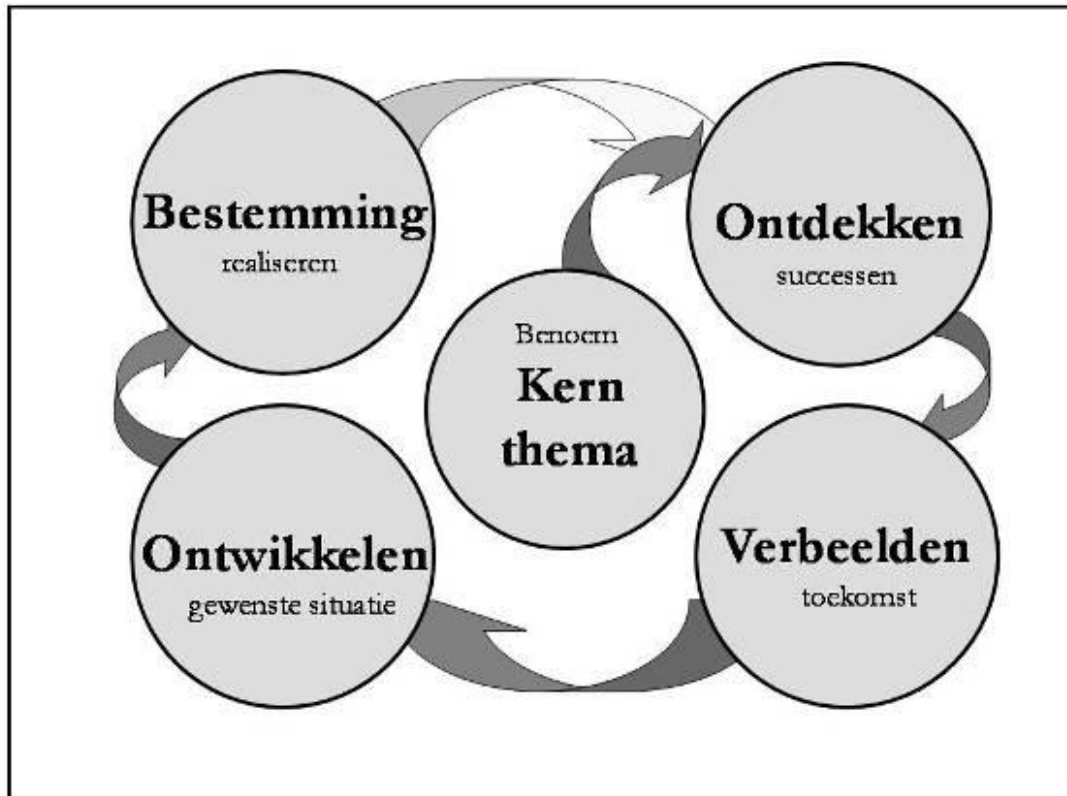 Bestemming
realiseren
Ontdekken
successen
Benoem
Kern
thema
Ontwikkelen
gewenste situatie
Verbeelden
toekomst